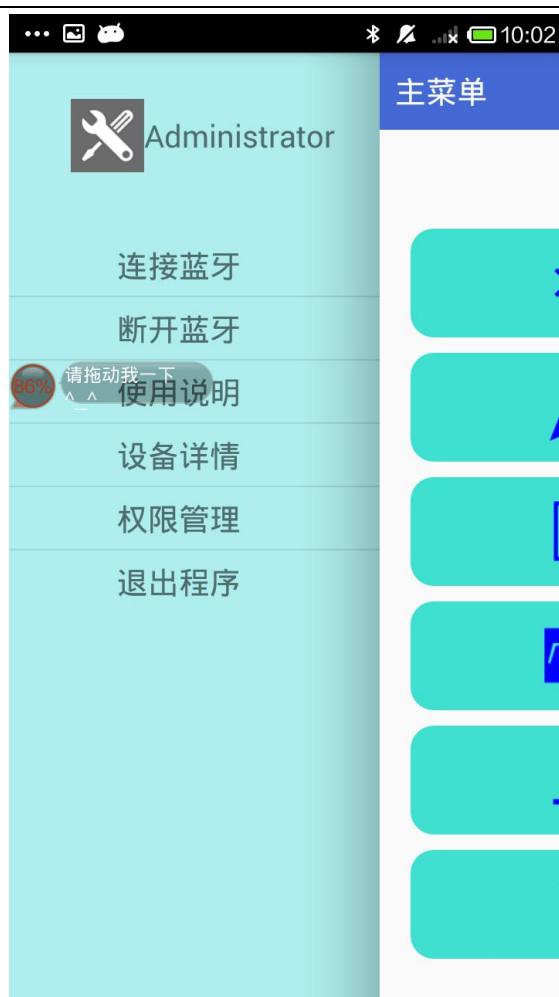 10:02
主菜单
Administrator
连接蓝牙
断开蓝牙
86%
请拖动我一下
^_^
使用说明
设备详情
权限管理
退出程序